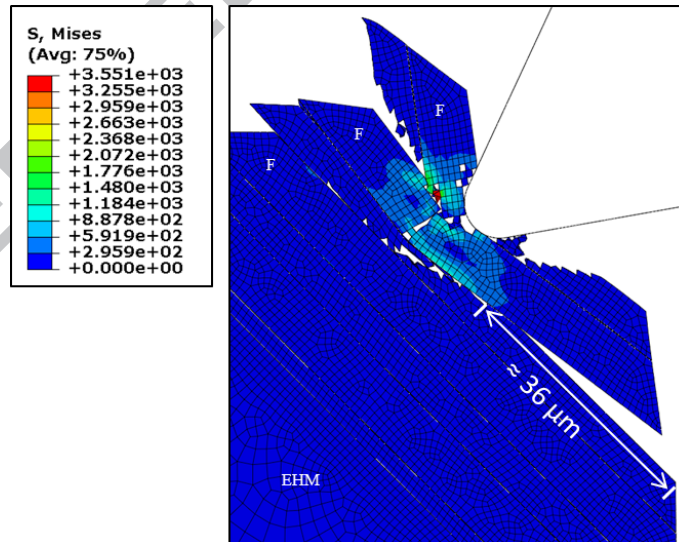 S, Mises
(Avg: 75%)
+3.551e+03
+3.255e+03
+2.959e+03
+2.663e+03
+2.368e+03
+2.072e+03
+1.776e+03
+1.480e+03
+1.184e+03
+8.878e+02
+5.919e+02
+2.959e+02
+0.000e+00
F
F
F
≈ 36 µm
EHM